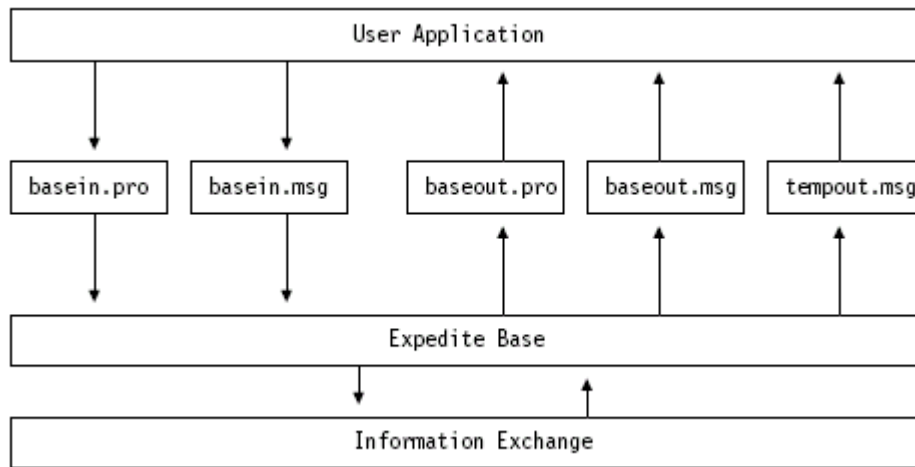 User Application
basein.pro basein.msg baseout.pro baseout.msg tempout.msg
Expedite Base
Information Exchange